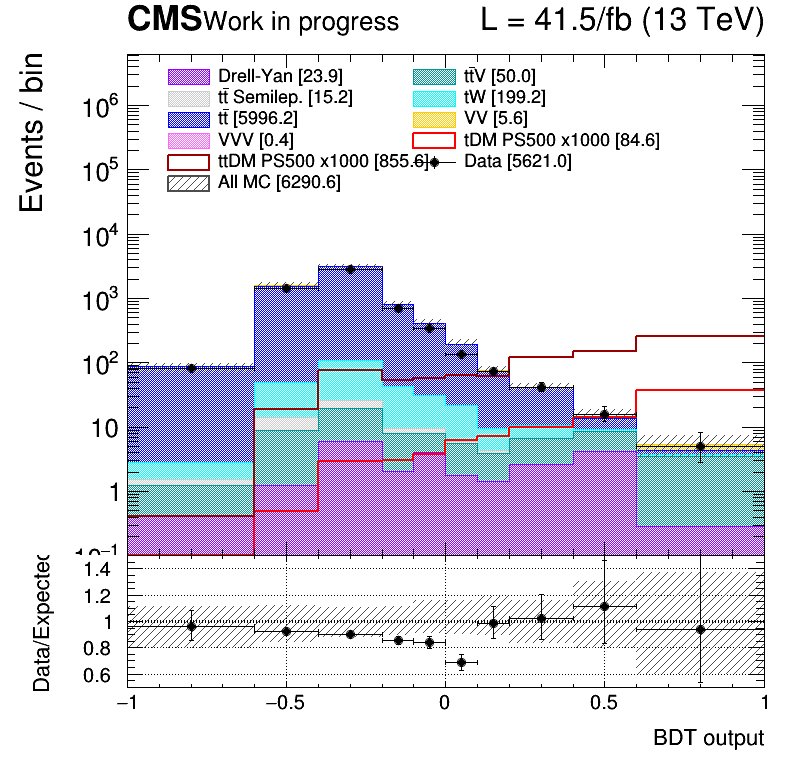 CMS Work in progress L = 41.5/fb (13 TeV)
Events / bin
Drell-Yan [23.9] tt̄V [50.0]
tt̄ Semilep. [15.2] tW [199.2]
tt̄ [5996.2] VV [5.6]
VVV [0.4] tDM PS500 x1000 [84.6]
ttDM PS500 x1000 [855.6] Data [5621.0]
All MC [6290.6]
10⁶
10⁵
10⁴
10³
10²
10
1
10⁻¹
Data/Expected
1.4
1.2
1
0.8
0.6
−1 −0.5 0 0.5 1
BDT output